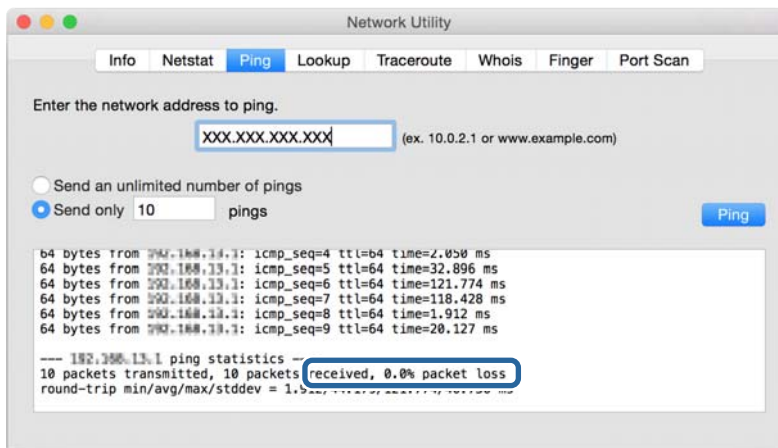 Network Utility
Info Netstat Ping Lookup Traceroute Whois Finger Port Scan
Enter the network address to ping.
XXX.XXX.XXX.XXX (ex. 10.0.2.1 or www.example.com)
Send an unlimited number of pings
Send only 10 pings
Ping
64 bytes from icmp_seq=4 ttl=64 time=2.050 ms
64 bytes from icmp_seq=5 ttl=64 time=32.896 ms
64 bytes from icmp_seq=6 ttl=64 time=121.774 ms
64 bytes from icmp_seq=7 ttl=64 time=118.428 ms
64 bytes from icmp_seq=8 ttl=64 time=1.912 ms
64 bytes from icmp_seq=9 ttl=64 time=20.127 ms
--- ping statistics
10 packets transmitted, 10 packets received, 0.0% packet loss
round-trip min/avg/max/stddev = ms